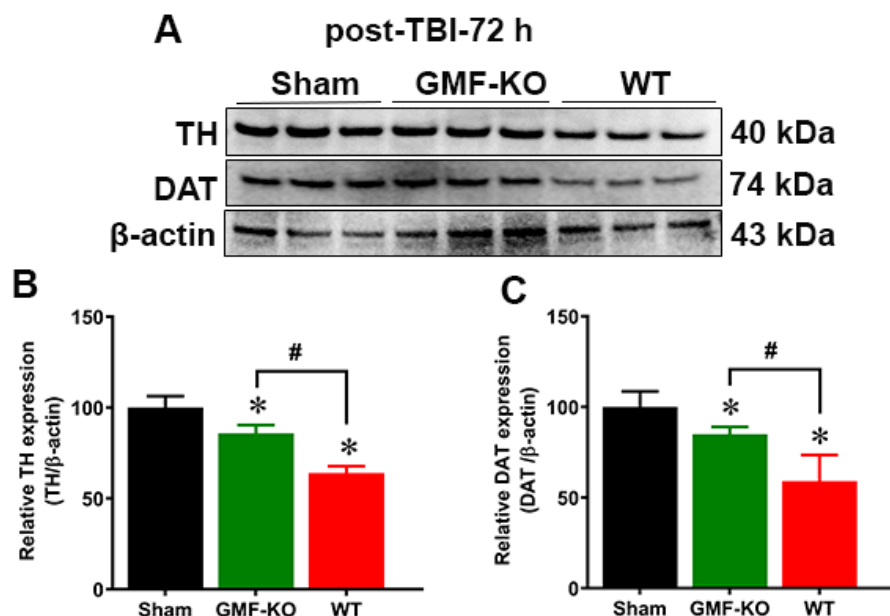 A post-TBI-72 h
Sham GMF-KO WT
TH 40 kDa
DAT 74 kDa
β-actin 43 kDa
B
Relative TH expression
(TH/β-actin)
150
100
50
0
#
*
*
Sham GMF-KO WT
C
Relative DAT expression
(DAT /β-actin)
150
100
50
0
#
*
*
Sham GMF-KO WT